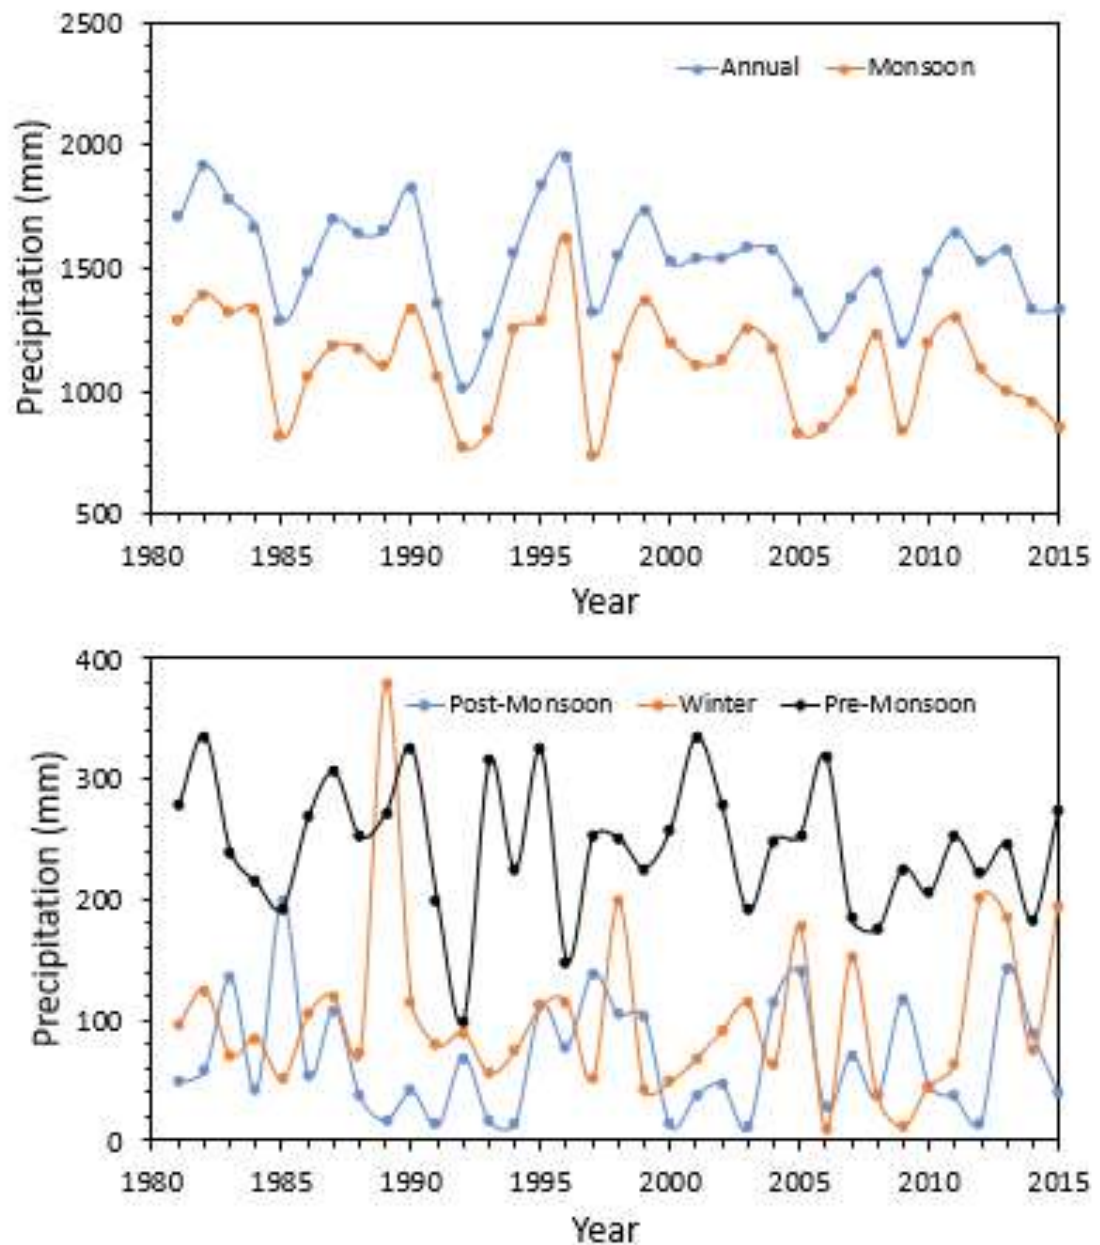 2500
Annual Monsoon
2000
1500
1000
500
Precipitation (mm)
1980 1985 1990 1995 2000 2005 2010 2015
Year
400
Post-Monsoon Winter Pre-Monsoon
300
200
100
0
Precipitation (mm)
1980 1985 1990 1995 2000 2005 2010 2015
Year